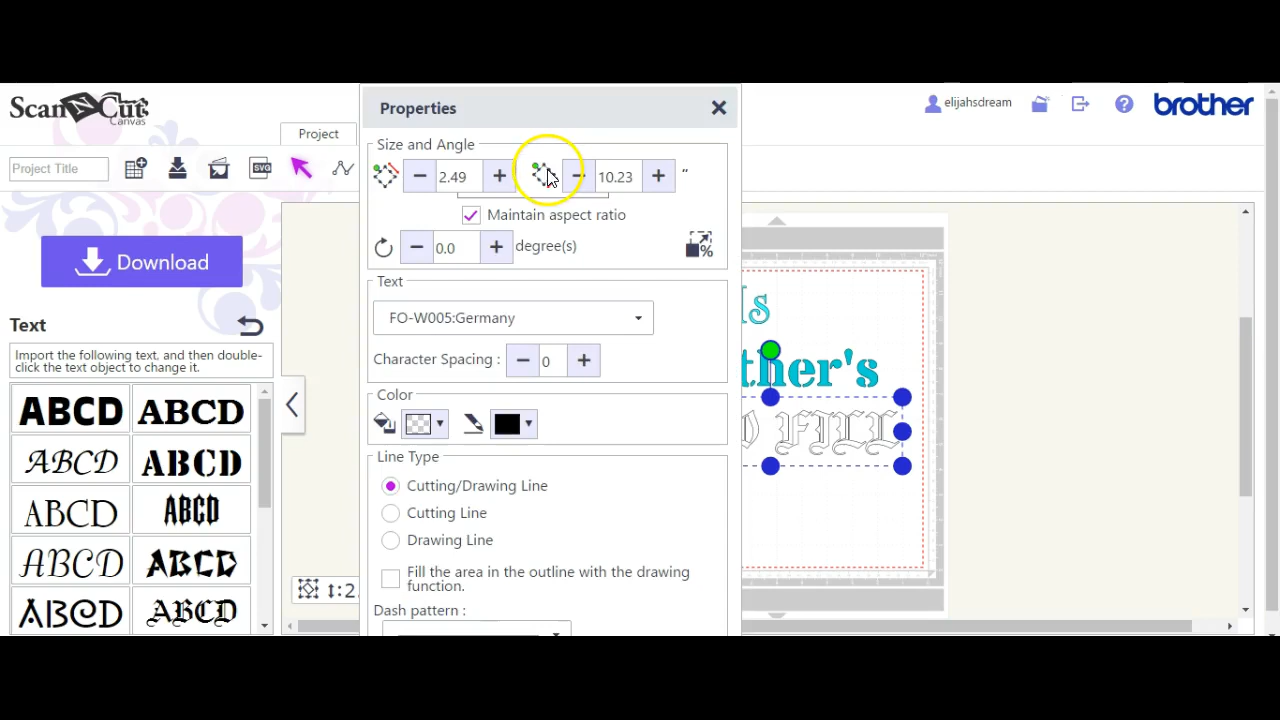 ScanNCut
Canvas
elijahsdream
brother
Project
Project Title
Download
Text
Import the following text, and then double-
click the text object to change it.
ABCD ABCD
ABCD ABCD
ABCD ABCD
ABCD ABCD
ABCD ABCD
Properties
Size and Angle
2.49
10.23
"
Maintain aspect ratio
0.0
degree(s)
%
Text
FO-W005:Germany
Character Spacing :
0
Color
Line Type
Cutting/Drawing Line
Cutting Line
Drawing Line
Fill the area in the outline with the drawing
function.
Dash pattern :
ls
ther's
FILL
SVG
:2.